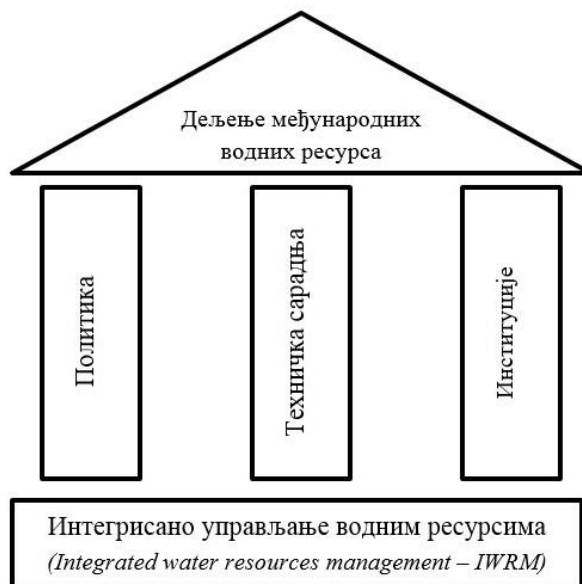 Дељење међународних
водних ресурса
Политика
Техничка сарадња
Институције
Интегрисано управљање водним ресурсима
(Integrated water resources management – IWRM)